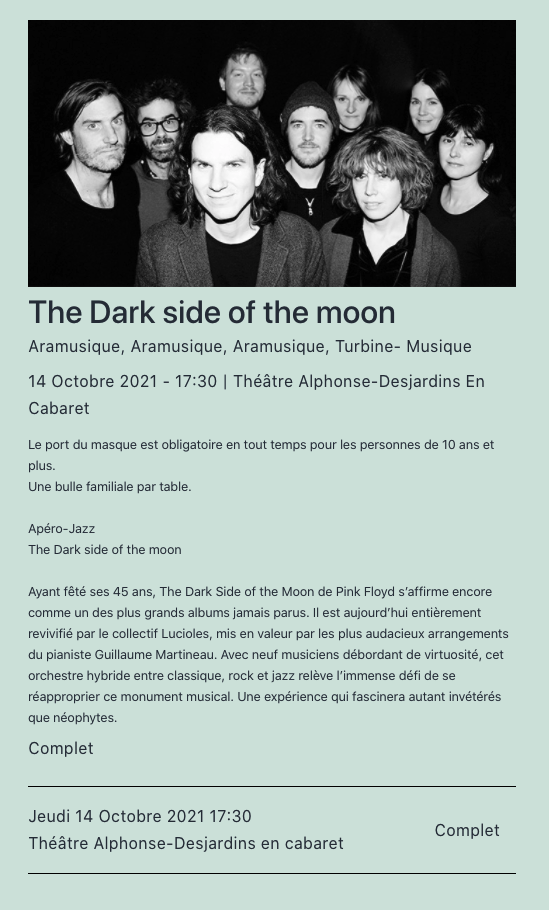 The Dark side of the moon
Aramusique, Aramusique, Aramusique, Turbine- Musique
14 Octobre 2021 - 17:30 | Théâtre Alphonse-Desjardins En
Cabaret
Le port du masque est obligatoire en tout temps pour les personnes de 10 ans et
plus.
Une bulle familiale par table.
Apéro-Jazz
The Dark side of the moon
Ayant fêté ses 45 ans, The Dark Side of the Moon de Pink Floyd s’affirme encore
comme un des plus grands albums jamais parus. Il est aujourd’hui entièrement
revivifié par le collectif Lucioles, mis en valeur par les plus audacieux arrangements
du pianiste Guillaume Martineau. Avec neuf musiciens débordant de virtuosité, cet
orchestre hybride entre classique, rock et jazz relève l’immense défi de se
réapproprier ce monument musical. Une expérience qui fascinera autant invétérés
que néophytes.
Complet
Jeudi 14 Octobre 2021 17:30
Théâtre Alphonse-Desjardins en cabaret
Complet